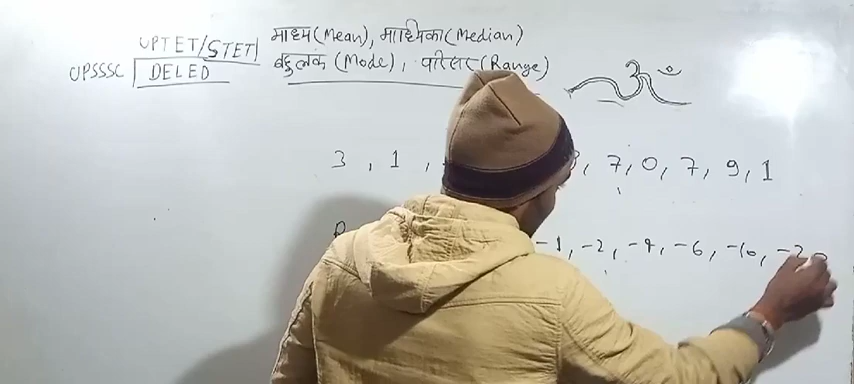 UPTET/STET
UPSSSC DELED
माध्य (Mean), माध्यिका (Median)
बहुलक (Mode), परिसर (Range)
ॐ
3, 1, 7, 0, 7, 9, 1
-1, -2, -4, -6, -10, -20